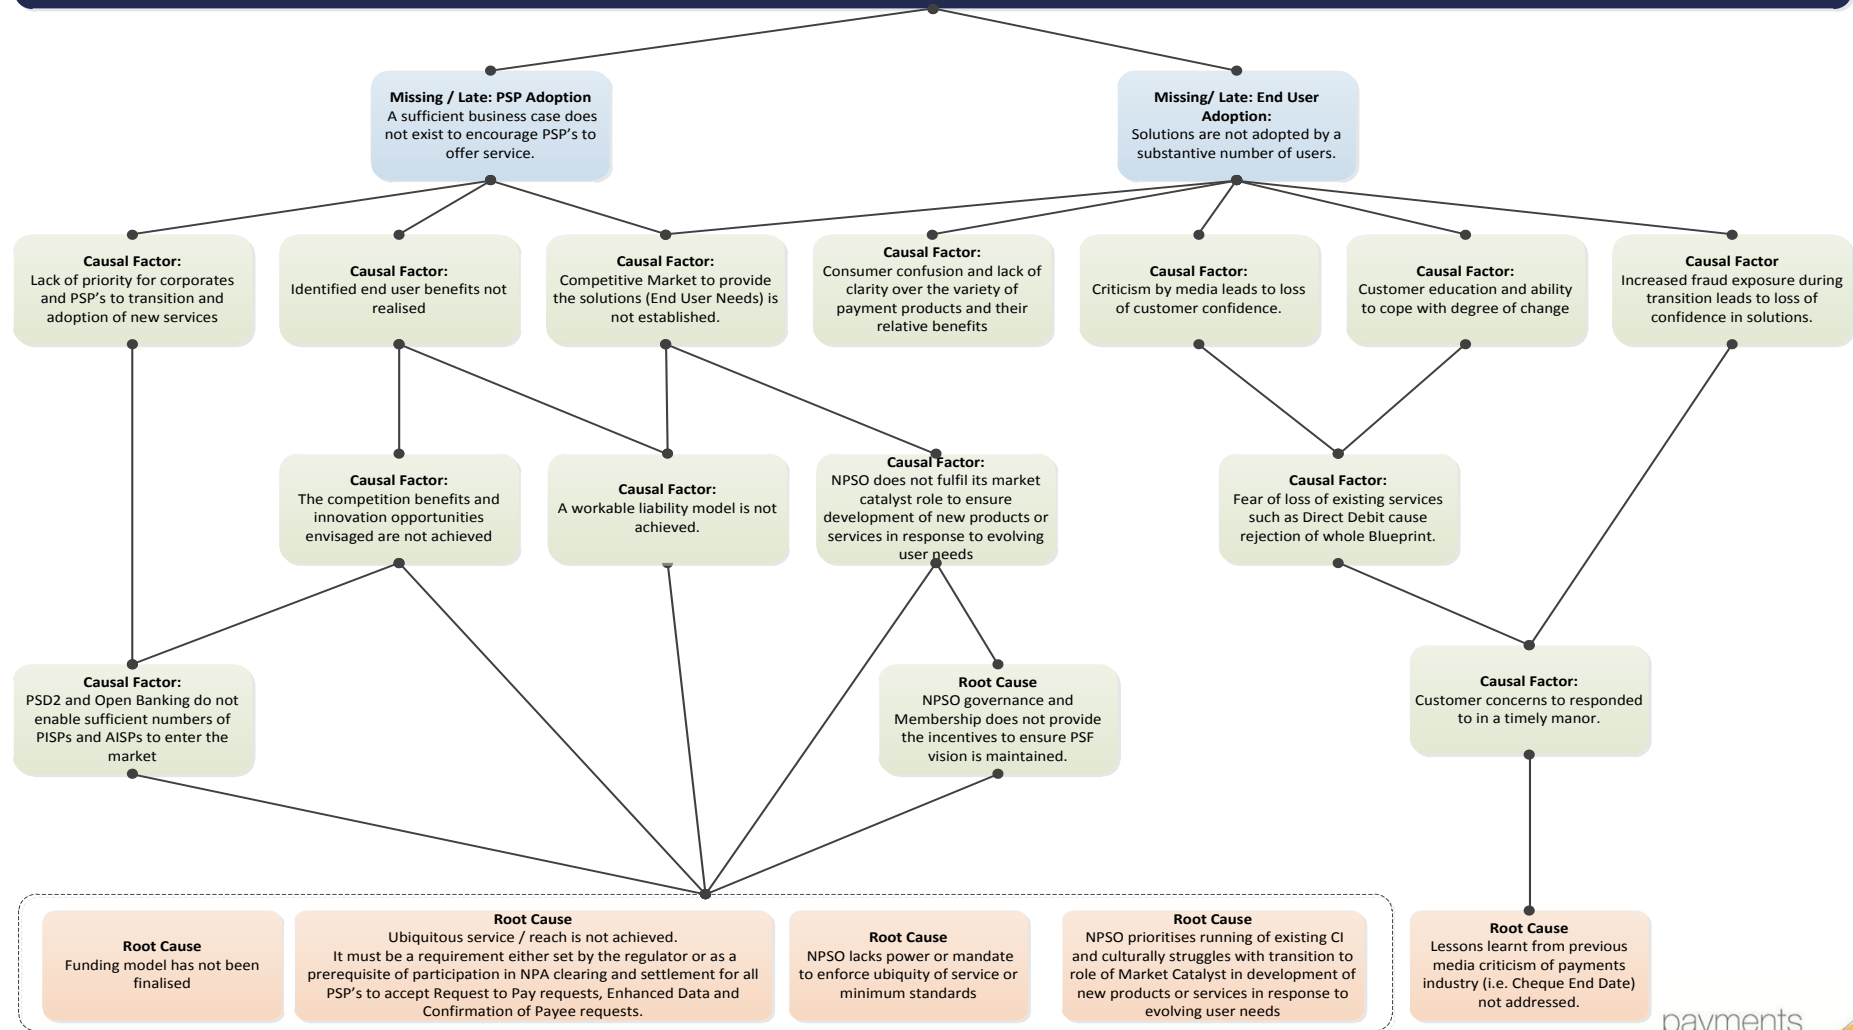 Missing / Late: PSP Adoption
A sufficient business case does
not exist to encourage PSP's to
offer service.
Missing/ Late: End User
Adoption:
Solutions are not adopted by a
substantive number of users.
Causal Factor:
Lack of priority for corporates
and PSP's to transition and
adoption of new services
Causal Factor:
Identified end user benefits not
realised
Causal Factor:
Competitive Market to provide
the solutions (End User Needs) is
not established.
Causal Factor:
Consumer confusion and lack of
clarity over the variety of
payment products and their
relative benefits
Causal Factor:
Criticism by media leads to loss
of customer confidence.
Causal Factor:
Customer education and ability
to cope with degree of change
Causal Factor
Increased fraud exposure during
transition leads to loss of
confidence in solutions.
Causal Factor:
The competition benefits and
innovation opportunities
envisaged are not achieved
Causal Factor:
A workable liability model is not
achieved.
Causal Factor:
NPSO does not fulfil its market
catalyst role to ensure
development of new products or
services in response to evolving
user needs
Causal Factor:
Fear of loss of existing services
such as Direct Debit cause
rejection of whole Blueprint.
Causal Factor:
PSD2 and Open Banking do not
enable sufficient numbers of
PISPs and AISPs to enter the
market
Root Cause
NPSO governance and
Membership does not provide
the incentives to ensure PSF
vision is maintained.
Causal Factor:
Customer concerns to responded
to in a timely manor.
Root Cause
Funding model has not been
finalised
Root Cause
Ubiquitous service / reach is not achieved.
It must be a requirement either set by the regulator or as a
prerequisite of participation in NPA clearing and settlement for all
PSP's to accept Request to Pay requests, Enhanced Data and
Confirmation of Payee requests.
Root Cause
NPSO lacks power or mandate
to enforce ubiquity of service or
minimum standards
Root Cause
NPSO prioritises running of existing CI
and culturally struggles with transition to
role of Market Catalyst in development of
new products or services in response to
evolving user needs
Root Cause
Lessons learnt from previous
media criticism of payments
industry (i.e. Cheque End Date)
not addressed.
payments